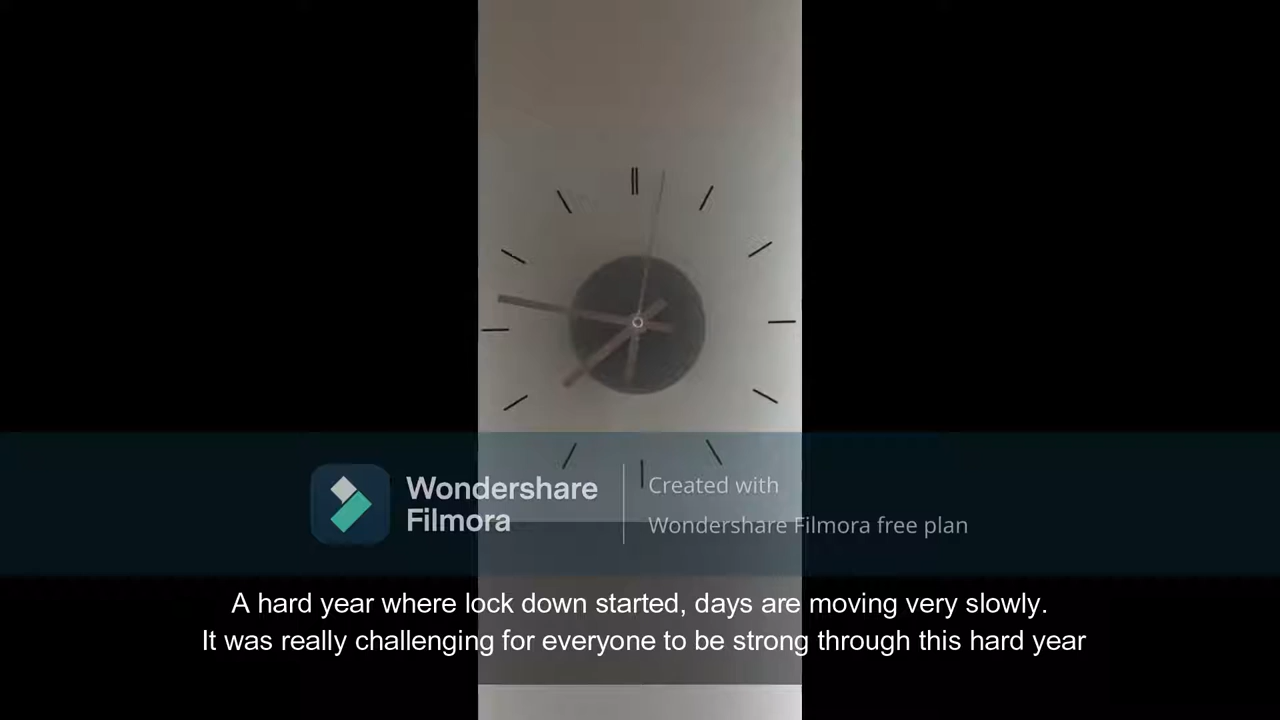 Wondershare
Filmora
Created with
Wondershare Filmora free plan
A hard year where lock down started, days are moving very slowly.
It was really challenging for everyone to be strong through this hard year